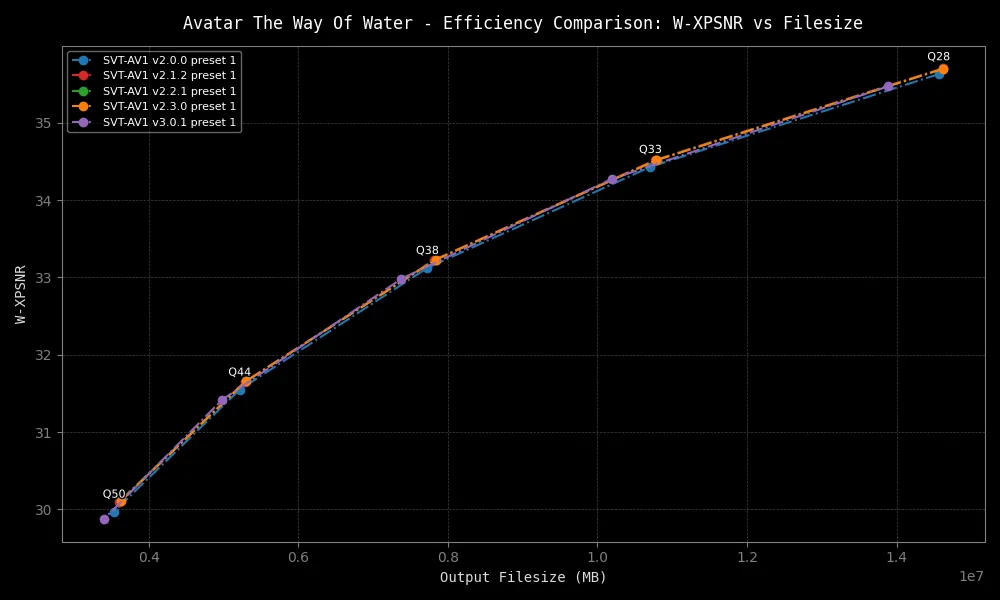 Avatar The Way Of Water - Efficiency Comparison: W-XPSNR vs Filesize
SVT-AV1 v2.0.0 preset 1
SVT-AV1 v2.1.2 preset 1
SVT-AV1 v2.2.1 preset 1
SVT-AV1 v2.3.0 preset 1
SVT-AV1 v3.0.1 preset 1
Q28
Q33
Q38
Q44
Q50
35
34
33
32
31
30
W-XPSNR
0.4 0.6 0.8 1.0 1.2 1.4
1e7
Output Filesize (MB)